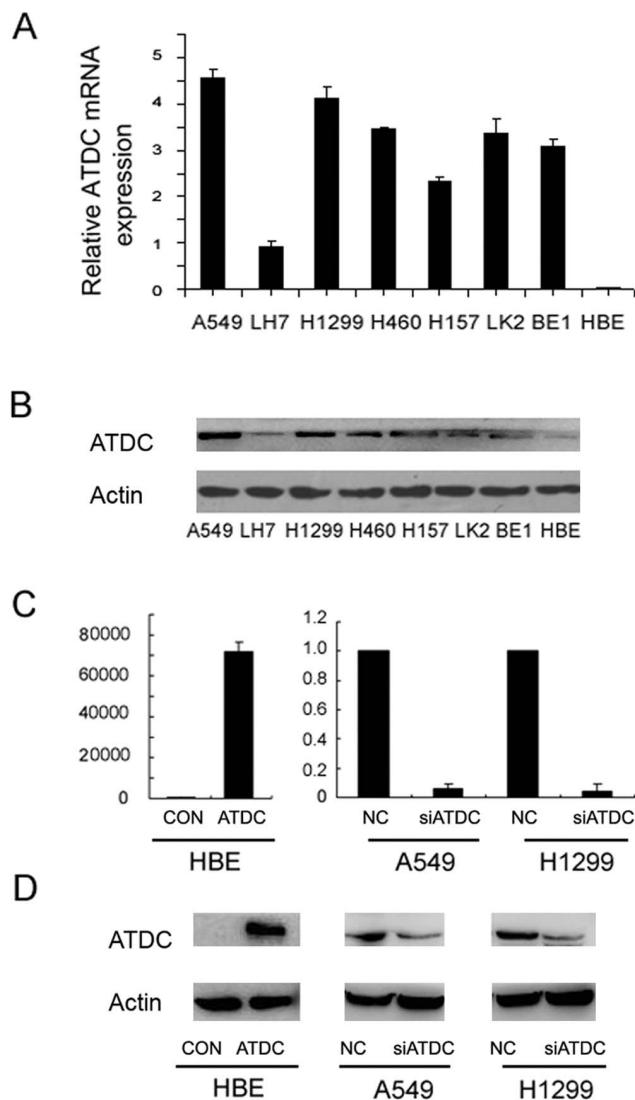 A
Relative ATDC mRNA
expression
5
4
3
2
1
0
A549 LH7 H1299 H460 H157 LK2 BE1 HBE
B
ATDC
Actin
A549 LH7 H1299 H460 H157 LK2 BE1 HBE
C
80000
60000
40000
20000
0
CON ATDC
HBE
1.2
1.0
0.8
0.6
0.4
0.2
0
NC siATDC NC siATDC
A549 H1299
D
ATDC
Actin
CON ATDC NC siATDC NC siATDC
HBE A549 H1299